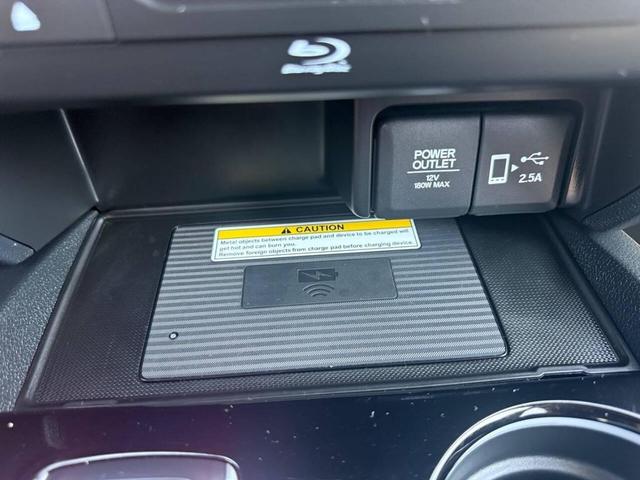 POWER
OUTLET
12V
180W MAX
2.5A
CAUTION
Metal objects between charge pad and device to be charged will
get hot and can burn you.
Remove foreign objects from charge pad before charging device.